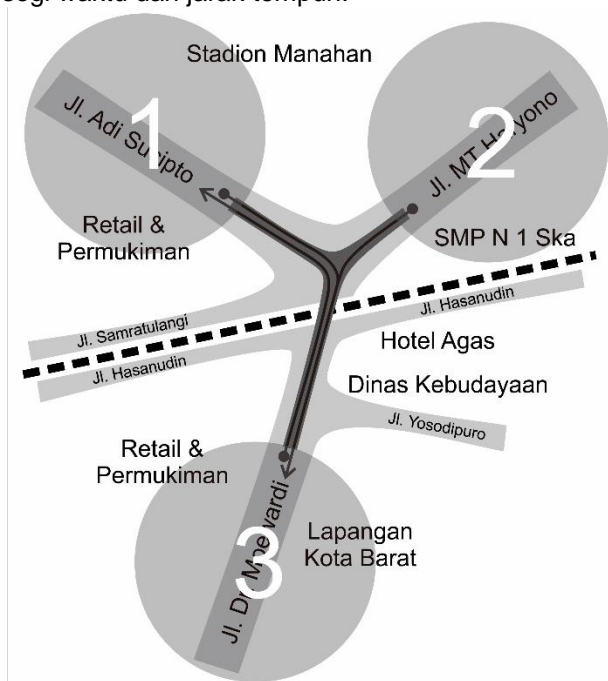 segi waktu dan jarak tempuh.
Stadion Manahan
1
Jl. Adi Sucipto
2
Jl. MT Haryono
Retail &
Permukiman
SMP N 1 Ska
Jl. Hasanudin
Jl. Samratulangi
Jl. Hasanudin
Hotel Agas
Dinas Kebudayaan
Jl. Yosodipuro
Retail &
Permukiman
3
Jl. Dr. Moewardi
Lapangan
Kota Barat